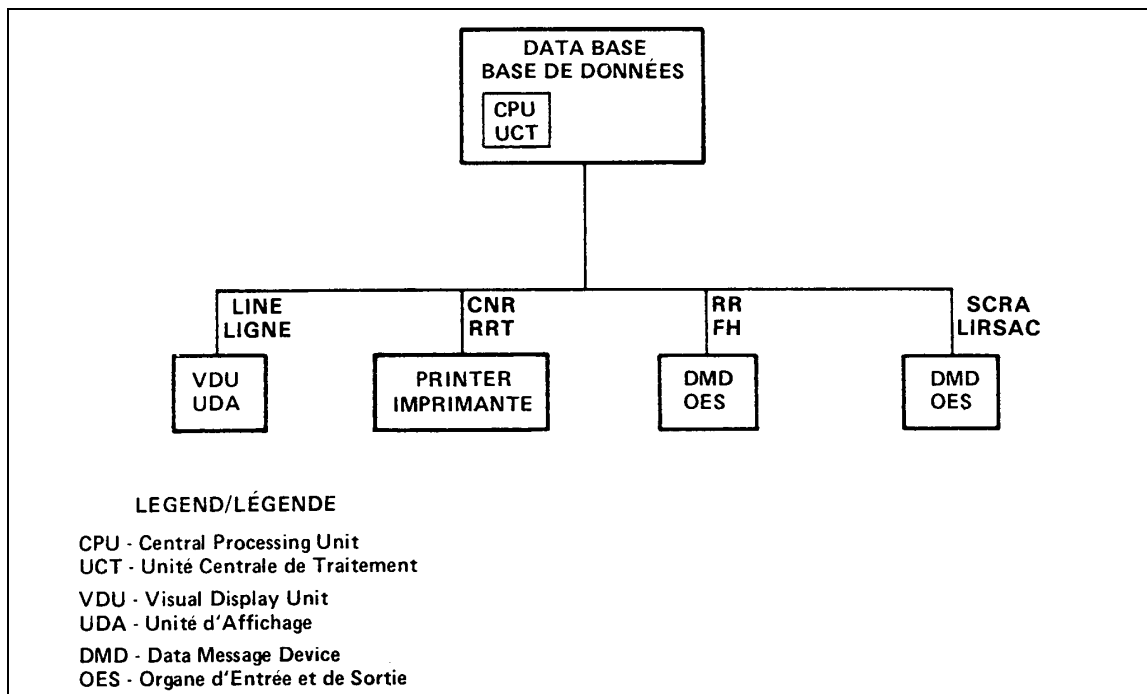 DATA BASE
BASE DE DONNÉES
CPU
UCT
LINE
LIGNE
CNR
RRT
RR
FH
SCRA
LIRSAC
VDU
UDA
PRINTER
IMPRIMANTE
DMD
OES
DMD
OES
LEGEND/LÉGENDE
CPU - Central Processing Unit
UCT - Unité Centrale de Traitement
VDU - Visual Display Unit
UDA - Unité d'Affichage
DMD - Data Message Device
OES - Organe d'Entrée et de Sortie